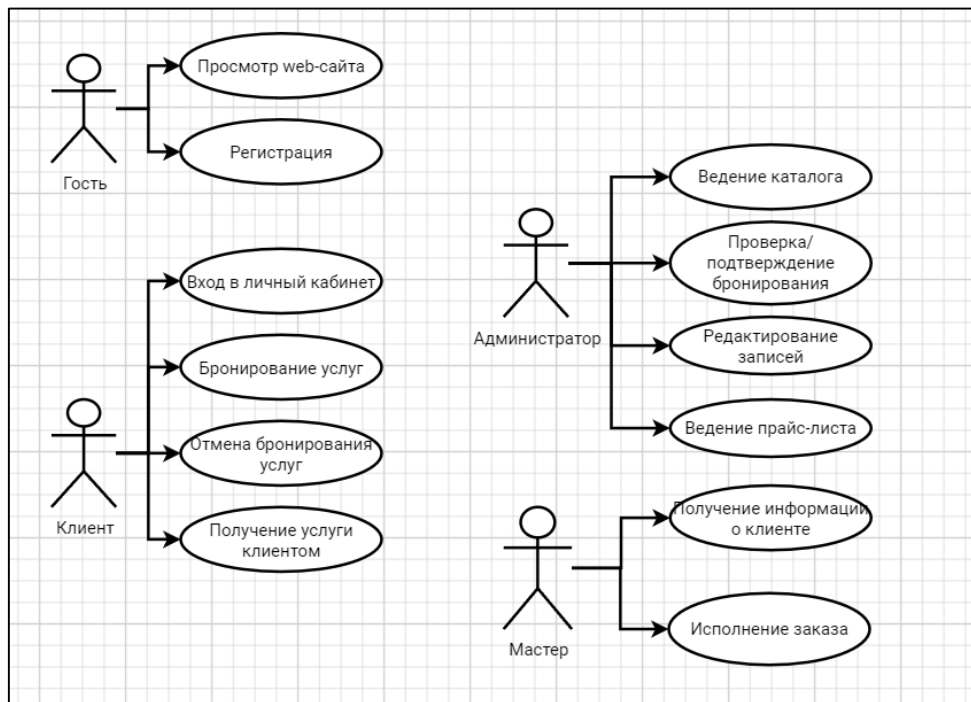 Просмотр web-сайта
Регистрация
Гость
Вход в личный кабинет
Бронирование услуг
Отмена бронирования
услуг
Получение услуги
клиентом
Клиент
Ведение каталога
Проверка/
подтверждение
бронирования
Редактирование
записей
Ведение прайс-листа
Администратор
Получение информации
о клиенте
Исполнение заказа
Мастер